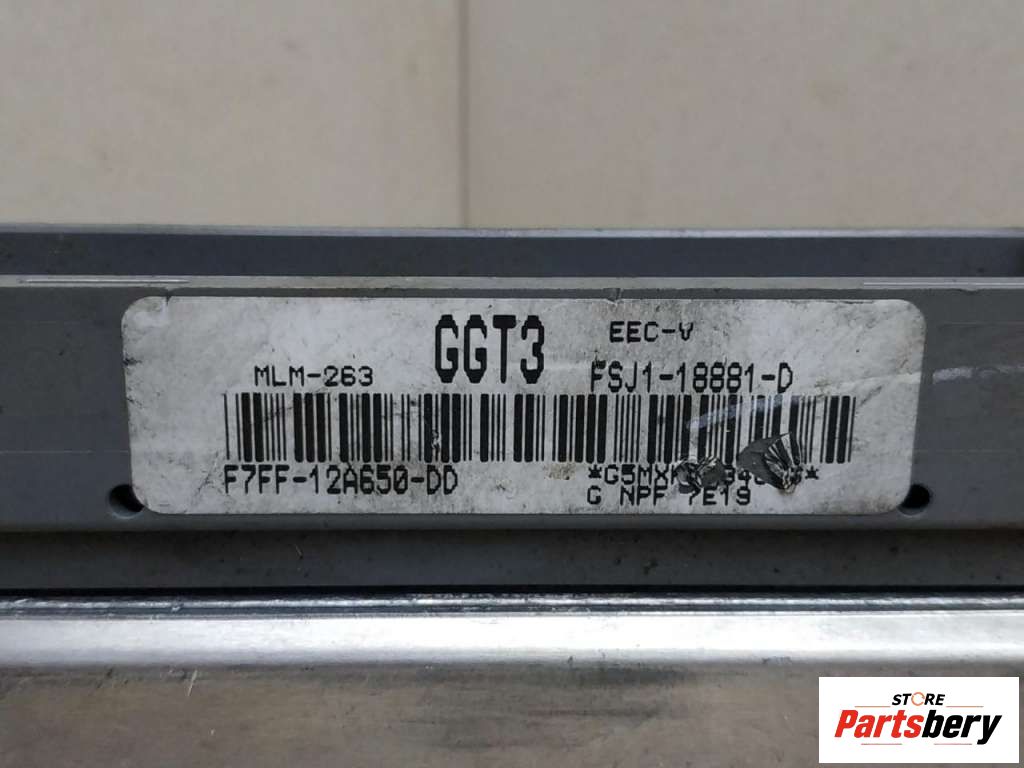 GGT3 EEC-V
MLM-263 FSJ1-18881-D
F7FF-12A650-DD
G NPF 7E19
STORE
Partsbery